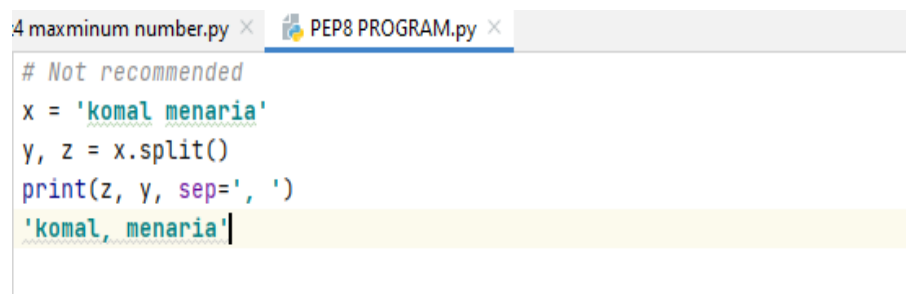 :4 maxminum number.py × PEP8 PROGRAM.py ×
# Not recommended
x = 'komal menaria'
y, z = x.split()
print(z, y, sep=', ')
'komal, menaria'